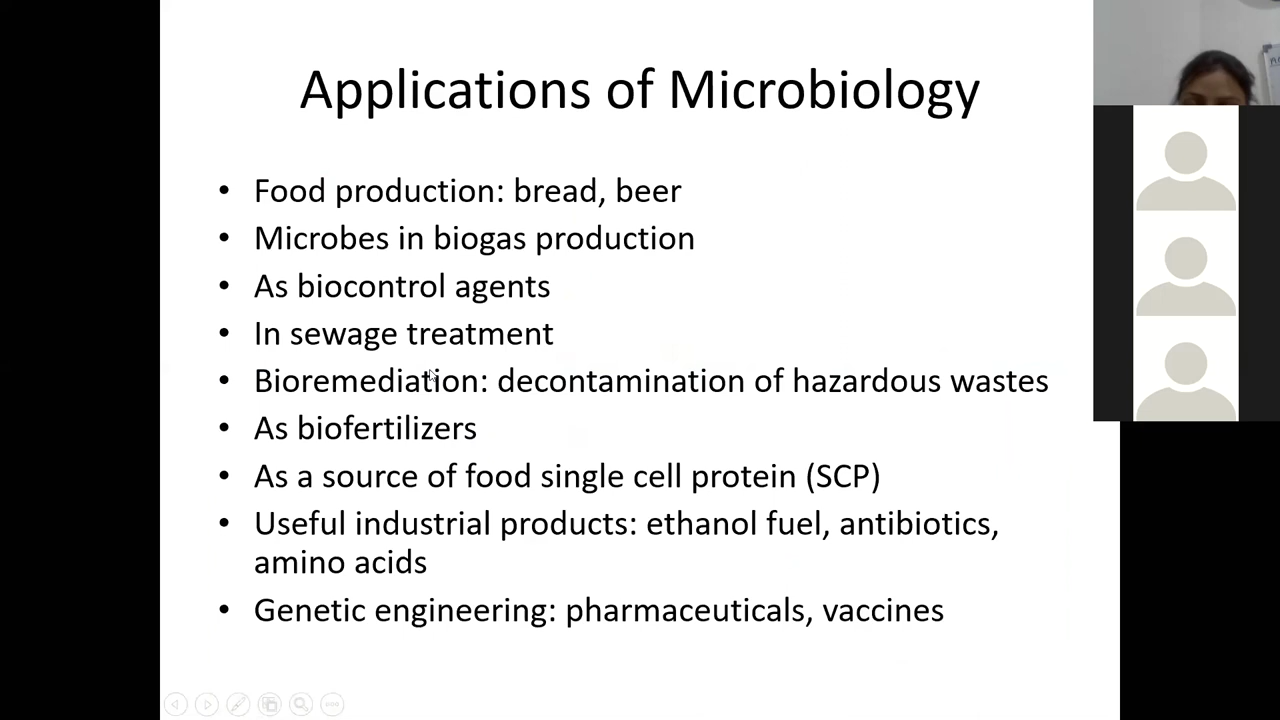 Applications of Microbiology
• Food production: bread, beer
• Microbes in biogas production
• As biocontrol agents
• In sewage treatment
• Bioremediation: decontamination of hazardous wastes
• As biofertilizers
• As a source of food single cell protein (SCP)
• Useful industrial products: ethanol fuel, antibiotics,
amino acids
• Genetic engineering: pharmaceuticals, vaccines